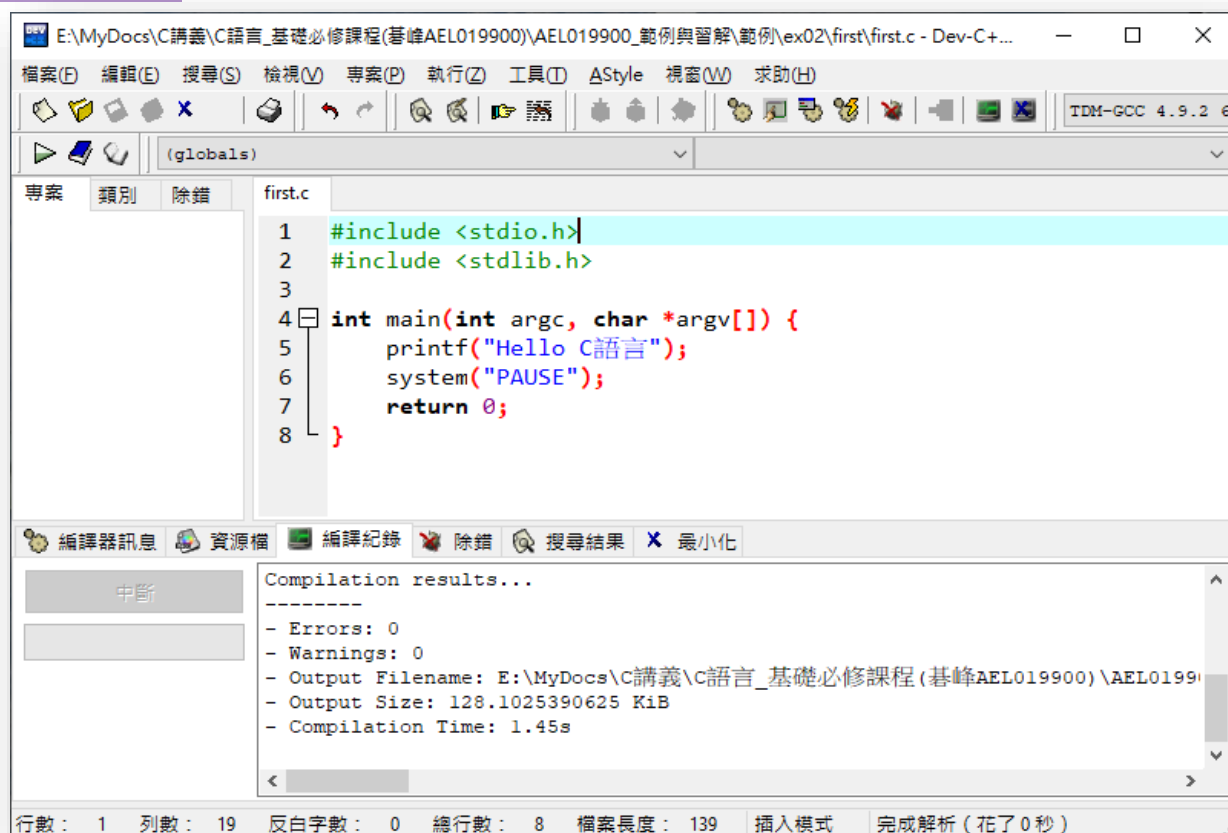 E:\MyDocs\C講義\C語言_基礎必修課程(碁峰AEL019900)\AEL019900_範例與習解\範例\ex02\first\first.c - Dev-C+...
檔案(F) 編輯(E) 搜尋(S) 檢視(V) 專案(P) 執行(Z) 工具(T) AStyle 視窗(W) 求助(H)
TDM-GCC 4.9.2 6
(globals)
專案 類別 除錯 first.c
1 #include <stdio.h>
2 #include <stdlib.h>
3
4 int main(int argc, char *argv[]) {
5 printf("Hello C語言");
6 system("PAUSE");
7 return 0;
8 }
編譯器訊息 資源檔 編譯紀錄 除錯 搜尋結果 最小化
中斷
Compilation results...
--------
- Errors: 0
- Warnings: 0
- Output Filename: E:\MyDocs\C講義\C語言_基礎必修課程(碁峰AEL019900)\AEL0199
- Output Size: 128.1025390625 KiB
- Compilation Time: 1.45s
行數： 1 列數： 19 反白字數： 0 總行數： 8 檔案長度： 139 插入模式 完成解析 ( 花了 0 秒 )